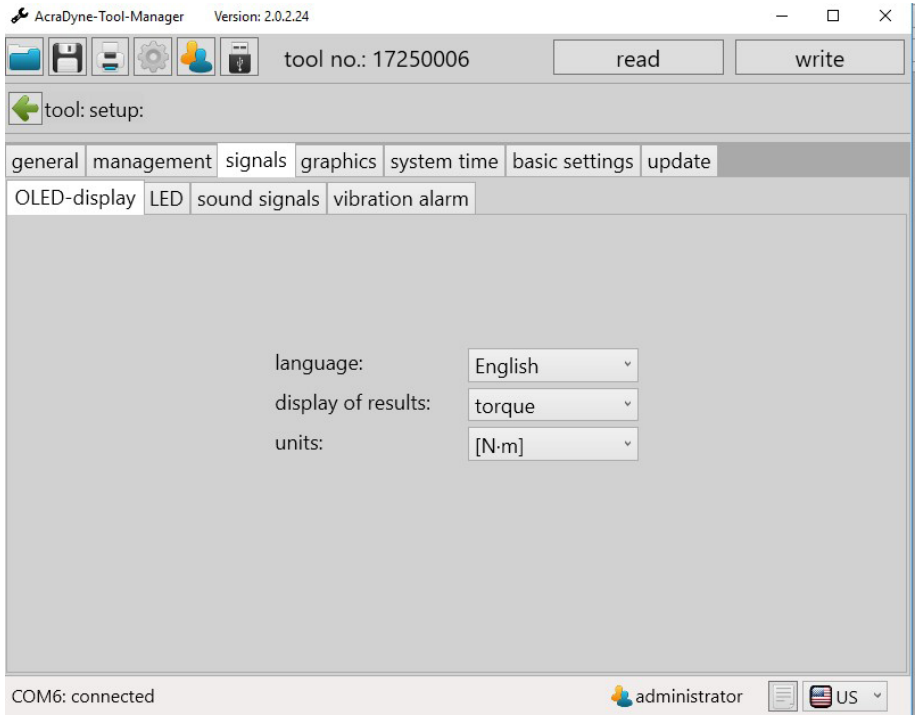 AcraDyne-Tool-Manager Version: 2.0.2.24
tool no.: 17250006 read write
tool: setup:
general management signals graphics system time basic settings update
OLED-display LED sound signals vibration alarm
language: English
display of results: torque
units: [N·m]
COM6: connected administrator US